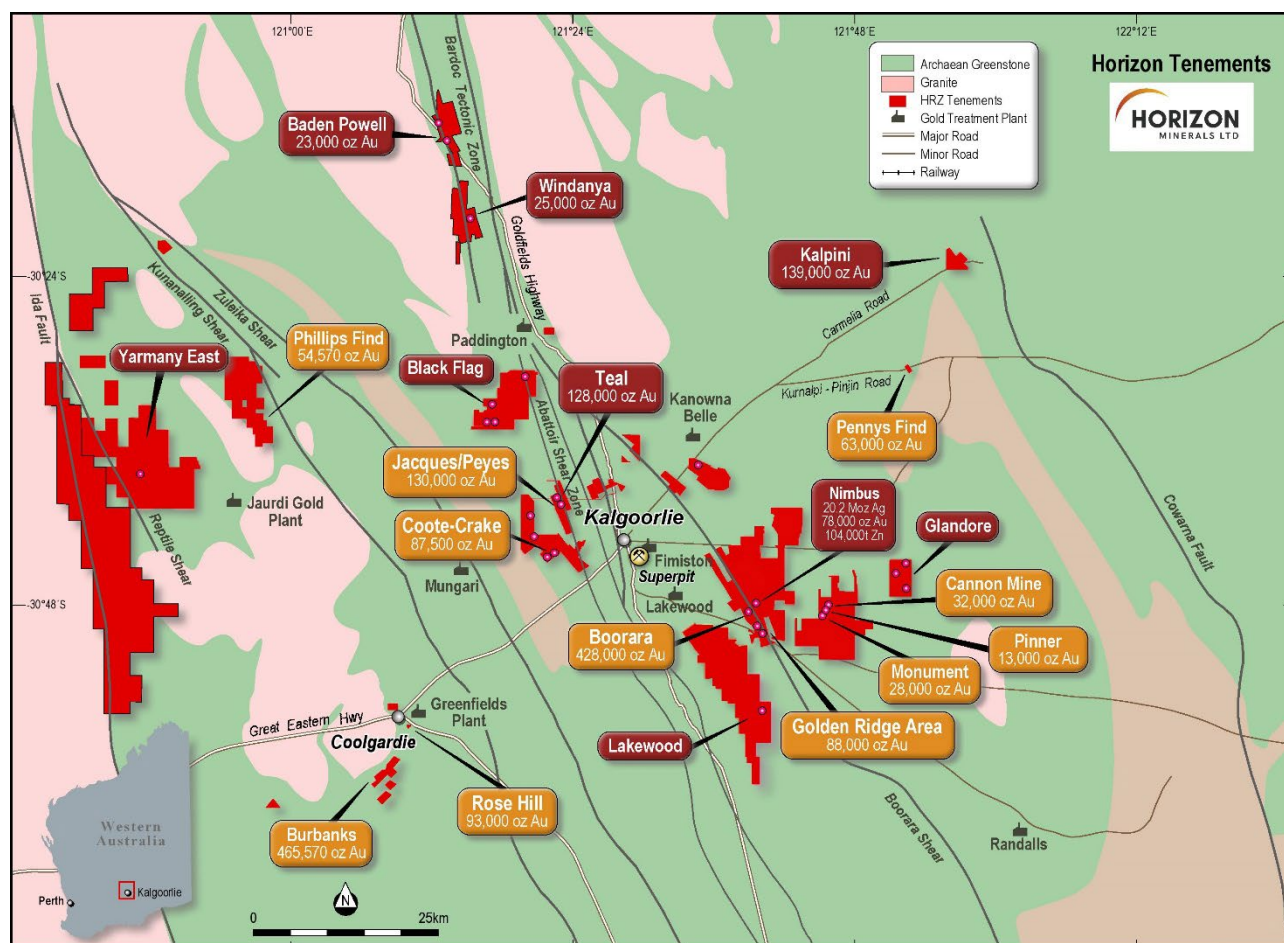 121°00'E
121°24'E
121°48'E
122°12'E
Horizon Tenements
HORIZON
MINERALS LTD
Archaean Greenstone
Granite
HRZ Tenements
Gold Treatment Plant
Major Road
Minor Road
Railway
Bardoc
Tectonic Zone
Baden Powell
23,000 oz Au
Windanya
25,000 oz Au
Goldfields Highway
-30°24'S
Ida Fault
Kunanalling Shear
Zuleika Shear
Kalpini
139,000 oz Au
Carmelia Road
Phillips Find
54,570 oz Au
Paddington
Yarmany East
Black Flag
Teal
128,000 oz Au
Kanowna
Belle
Kurnalpi - Pinjin Road
Abattoir Shear
Zone
Pennys Find
63,000 oz Au
Jacques/Peyes
130,000 oz Au
Jaurdi Gold
Plant
Reptile Shear
Coote-Crake
87,500 oz Au
Kalgoorlie
Nimbus
20.2 Moz Ag
78,000 oz Au
104,000t Zn
Glandore
Cowarna Fault
Fimiston
Superpit
Mungari
Lakewood
Cannon Mine
32,000 oz Au
-30°48'S
Boorara
428,000 oz Au
Pinner
13,000 oz Au
Monument
28,000 oz Au
Golden Ridge Area
88,000 oz Au
Lakewood
Greenfields
Plant
Great Eastern Hwy
Coolgardie
Rose Hill
93,000 oz Au
Burbanks
465,570 oz Au
Boorara Shear
Randalls
Western
Australia
Kalgoorlie
Perth
N
0
25km